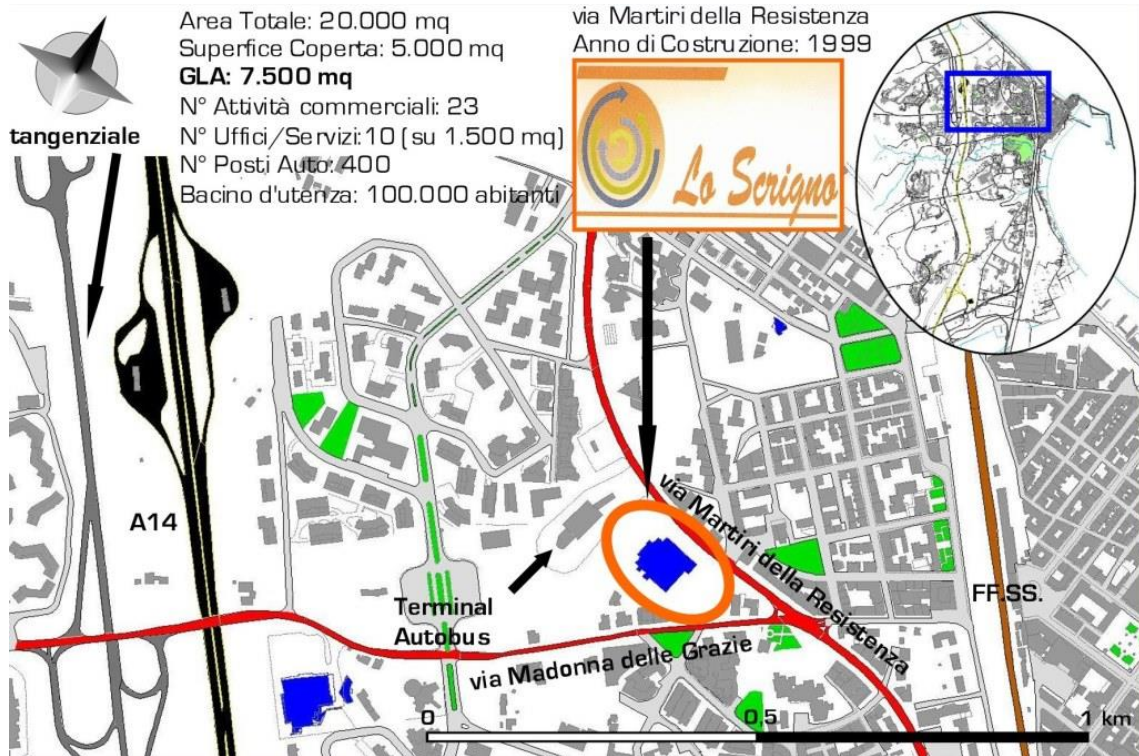 Area Totale: 20.000 mq
Superfice Coperta: 5.000 mq
GLA: 7.500 mq
N° Attività commerciali: 23
N° Uffici/Servizi:10 (su 1.500 mq)
N° Posti Auto: 400
Bacino d'utenza: 100.000 abitanti
via Martiri della Resistenza
Anno di Costruzione: 1999
Lo Scrigno
tangenziale
A14
via Martiri della Resistenza
Terminal
Autobus
FF.SS.
via Madonna delle Grazie
0
0.5
1 km